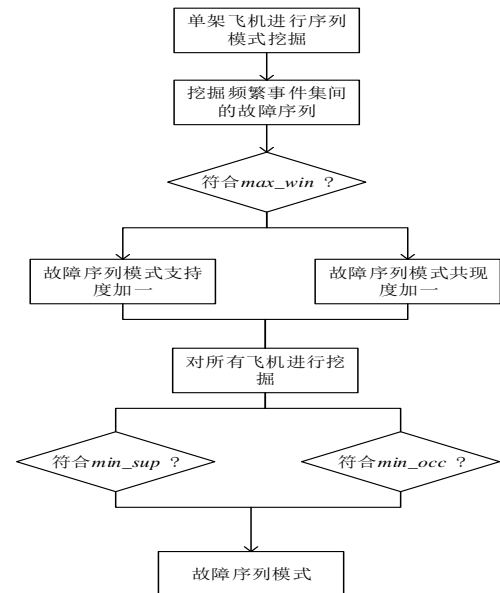 单架飞机进行序列
模式挖掘
挖掘频繁事件集间
的故障序列
符合max_win ?
故障序列模式支持
度加一
故障序列模式共现
度加一
对所有飞机进行挖
掘
符合min_sup ?
符合min_occ ?
故障序列模式